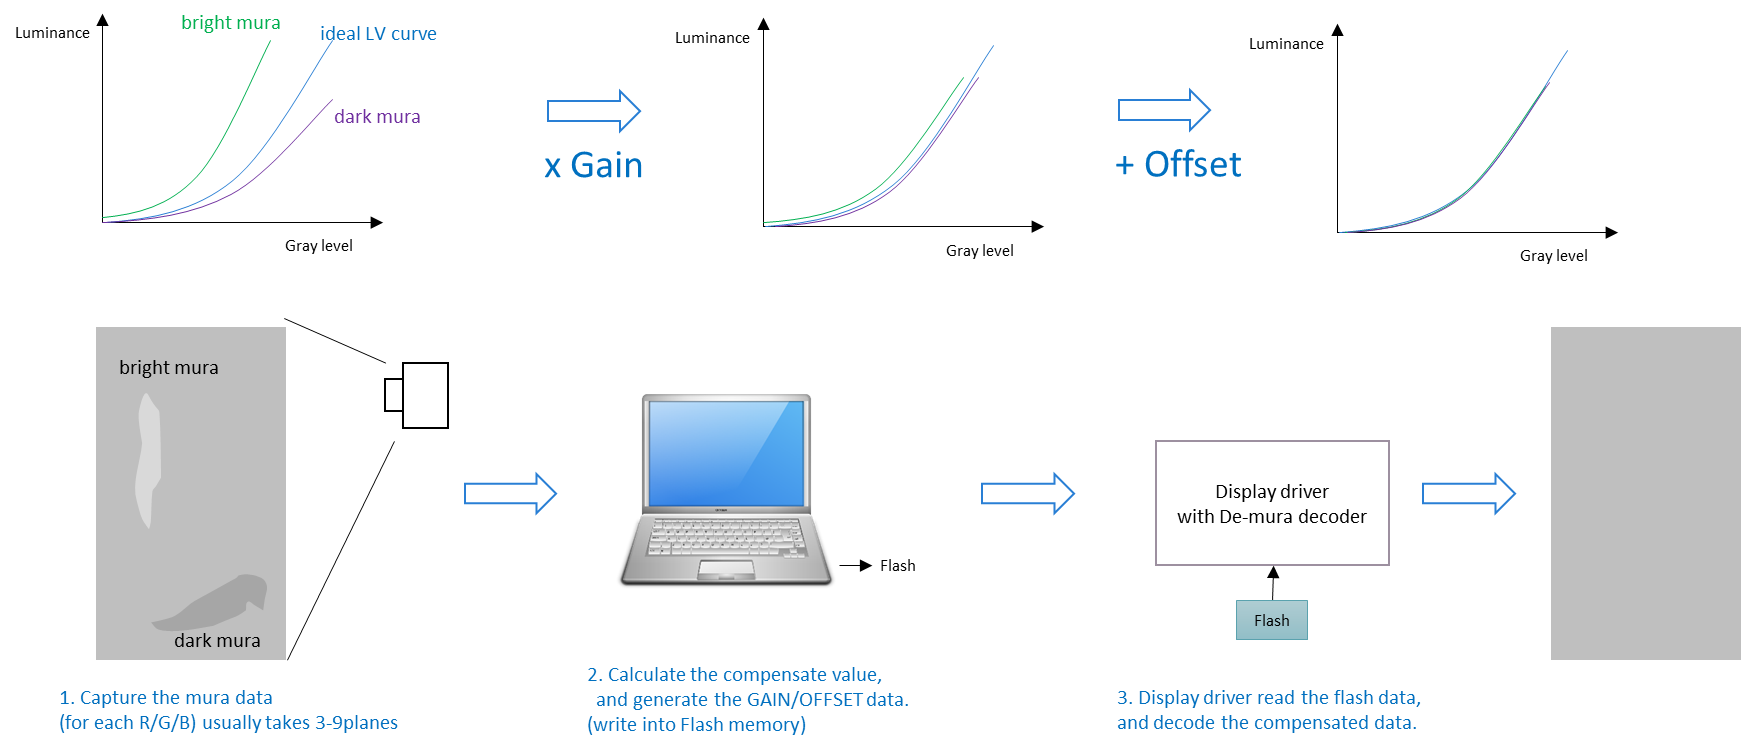 Luminance
bright mura
ideal LV curve
dark mura
Gray level
x Gain
Luminance
Gray level
+ Offset
Luminance
Gray level
bright mura
dark mura
1. Capture the mura data
(for each R/G/B) usually takes 3-9planes
Flash
2. Calculate the compensate value,
and generate the GAIN/OFFSET data.
(write into Flash memory)
Display driver
with De-mura decoder
Flash
3. Display driver read the flash data,
and decode the compensated data.